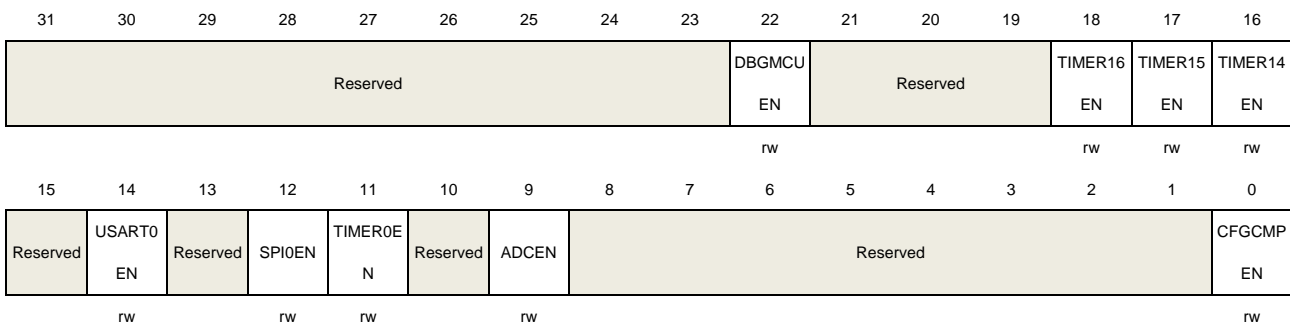 31 30 29 28 27 26 25 24 23 22 21 20 19 18 17 16
Reserved DBGMCU EN Reserved TIMER16 EN TIMER15 EN TIMER14 EN
rw rw rw rw
15 14 13 12 11 10 9 8 7 6 5 4 3 2 1 0
Reserved USART0 EN Reserved SPI0EN TIMER0E N Reserved ADCEN Reserved CFGCMP EN
rw rw rw rw rw